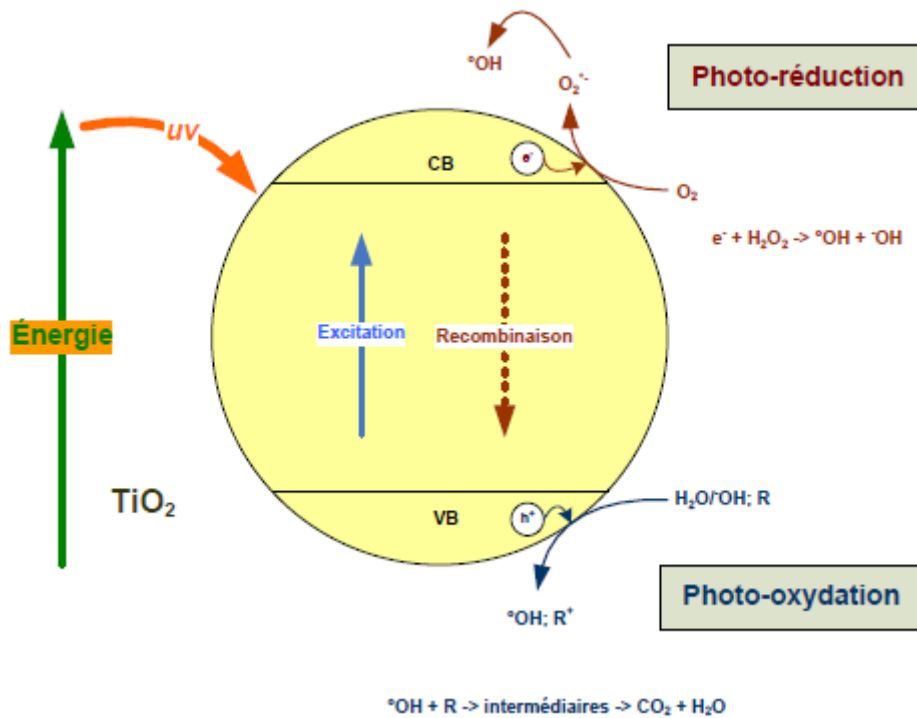 °OH
Photo-réduction
O₂°⁻
uv
CB
e⁻
O₂
e⁻ + H₂O₂ -> °OH + ⁻OH
Énergie
Excitation
Recombinaison
TiO₂
VB
h⁺
H₂O/⁻OH; R
Photo-oxydation
°OH; R⁺
°OH + R -> intermédiaires -> CO₂ + H₂O